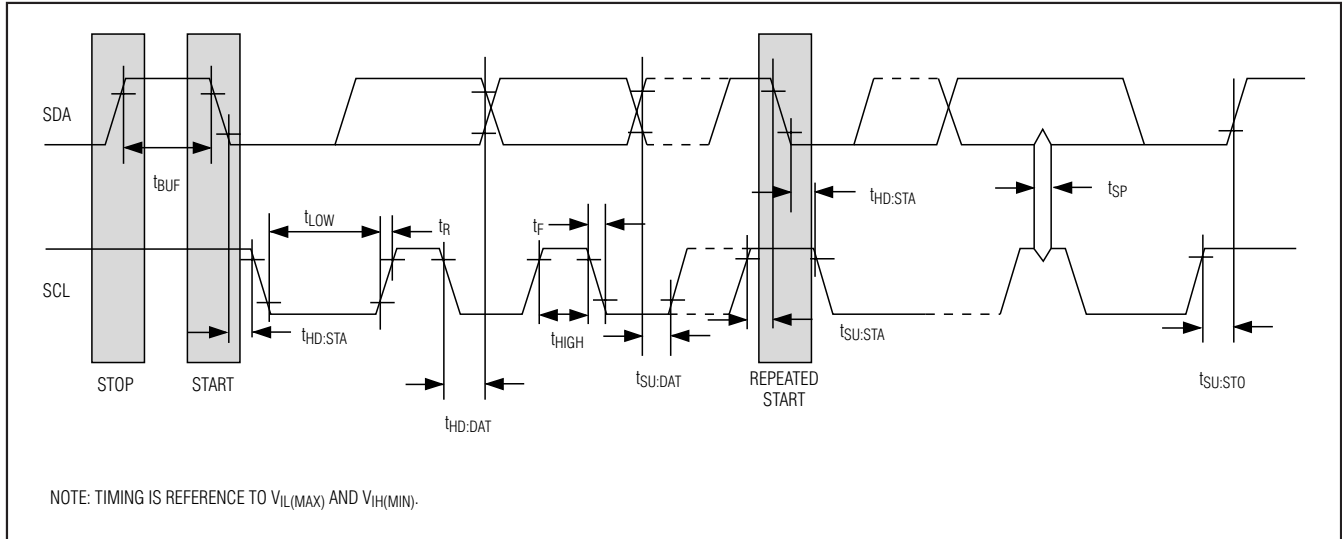 SDA
tBUF
tLOW
tR
tF
tHD:STA
tSP
SCL
tHD:STA
tHIGH
tSU:STA
tSU:DAT
STOP
START
REPEATED
START
tSU:STO
tHD:DAT
NOTE: TIMING IS REFERENCE TO VIL(MAX) AND VIH(MIN).